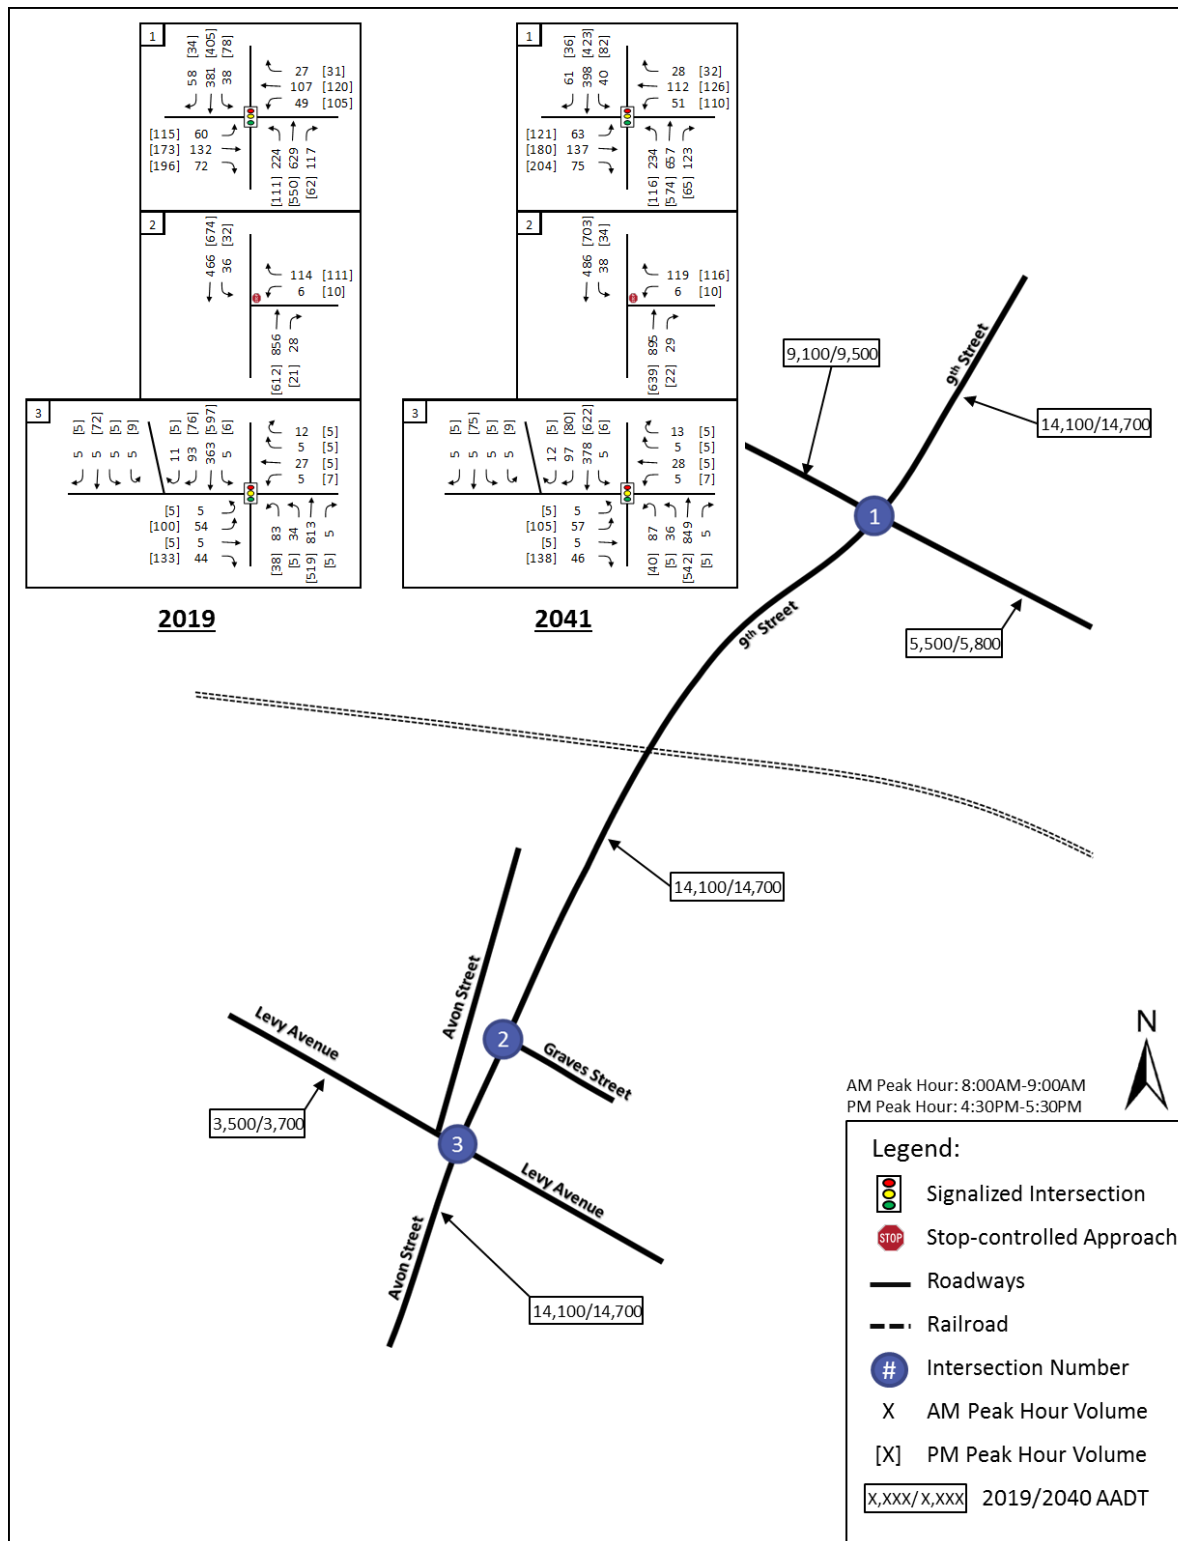 1
[34] [405] [78]
58 381 38
27 [31]
107 [120]
49 [105]
[115] 60
[173] 132
[196] 72
[111] 224
[550] 629
[62] 117
2
[674] [32]
466 36
114 [111]
6 [10]
[612] 856
[21] 28
3
[5] [72] [5] [9] [5] [76] [597] [6]
5 5 5 5 11 93 363 5
12 [5]
5 [5]
27 [5]
5 [7]
[5] 5
[100] 54
[5] 5
[133] 44
[38] 83
[5] 34
[519] 813
[5] 5
2019
1
[36] [423] [82]
61 398 40
28 [32]
112 [126]
51 [110]
[121] 63
[180] 137
[204] 75
[116] 234
[574] 657
[65] 123
2
[703] [34]
486 38
119 [116]
6 [10]
[639] 895
[22] 29
3
[5] [75] [5] [9] [5] [80] [622] [6]
5 5 5 5 12 97 378 5
13 [5]
5 [5]
28 [5]
5 [7]
[5] 5
[105] 57
[5] 5
[138] 46
[40] 87
[5] 36
[542] 849
[5] 5
2041
9th Street
9,100/9,500
14,100/14,700
1
5,500/5,800
9th Street
14,100/14,700
Avon Street
Levy Avenue
2
Graves Street
3,500/3,700
3
Levy Avenue
Avon Street
14,100/14,700
N
AM Peak Hour: 8:00AM-9:00AM
PM Peak Hour: 4:30PM-5:30PM
Legend:
Signalized Intersection
STOP Stop-controlled Approach
Roadways
Railroad
# Intersection Number
X AM Peak Hour Volume
[X] PM Peak Hour Volume
X,XXX/X,XXX 2019/2040 AADT